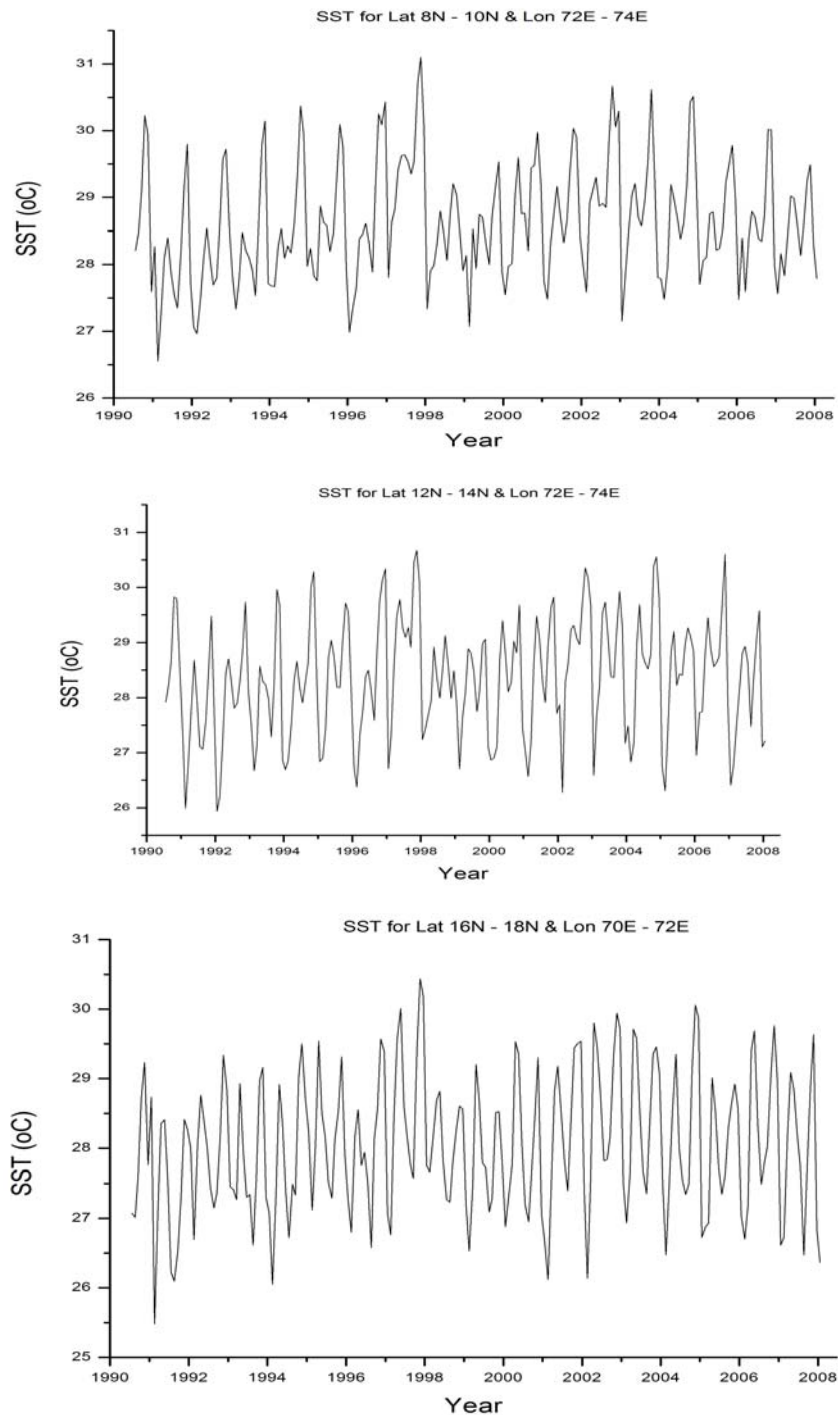 SST for Lat 8N - 10N & Lon 72E - 74E
31
30
29
28
27
26
SST (oC)
1990 1992 1994 1996 1998 2000 2002 2004 2006 2008
Year
SST for Lat 12N - 14N & Lon 72E - 74E
31
30
29
28
27
26
SST (oC)
1990 1992 1994 1996 1998 2000 2002 2004 2006 2008
Year
SST for Lat 16N - 18N & Lon 70E - 72E
31
30
29
28
27
26
25
SST (oC)
1990 1992 1994 1996 1998 2000 2002 2004 2006 2008
Year